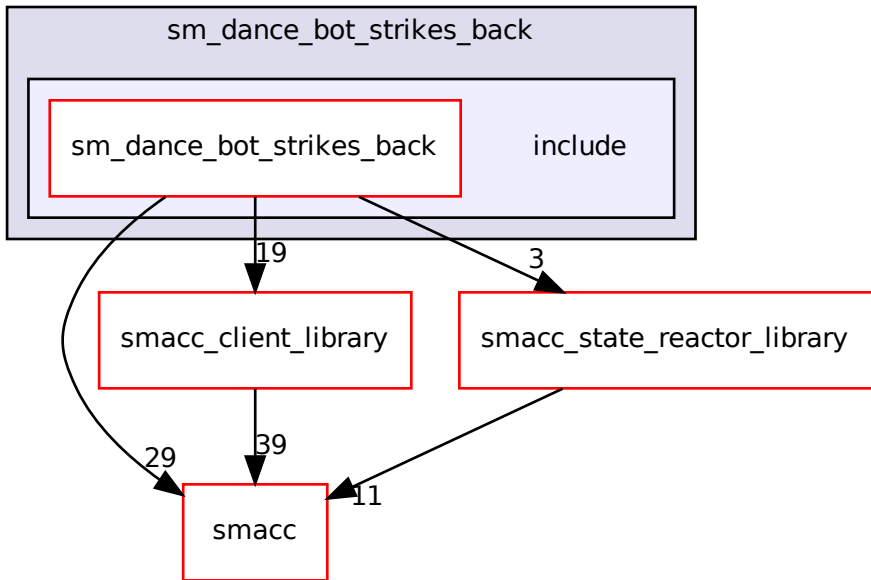 sm_dance_bot_strikes_back
sm_dance_bot_strikes_back
include
19
3
smacc_client_library
smacc_state_reactor_library
29
39
11
smacc